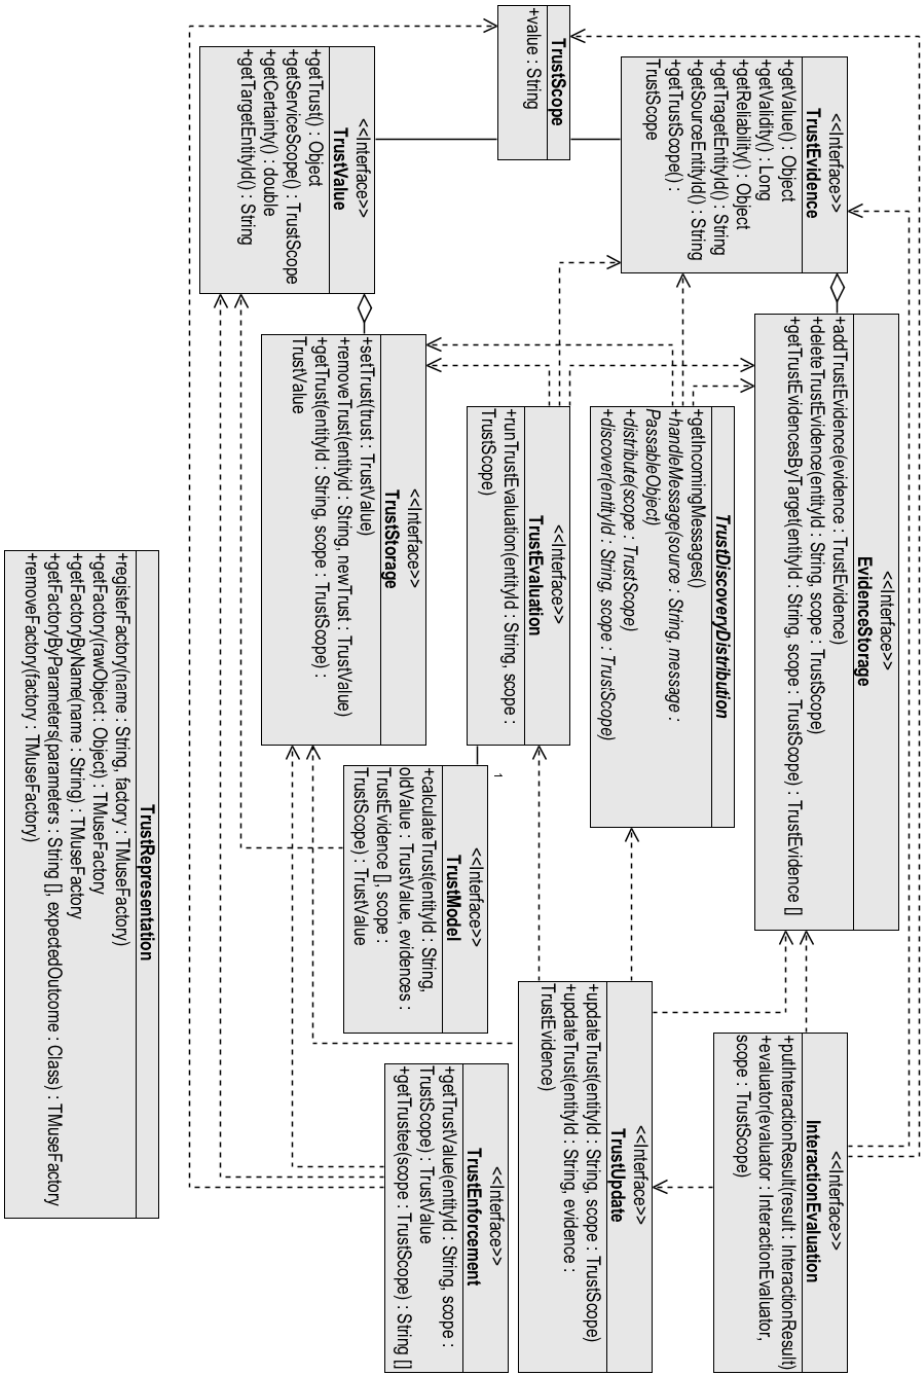 TrustScope
+value : String
<<Interface>>
TrustEvidence
+getValue() : Object
+getValidity() : Long
+getReliability() : Object
+getTragetEntityId() : String
+getSourceEntityId() : String
+getTrustScope() :
TrustScope
<<Interface>>
TrustValue
+getTrust() : Object
+getServiceScope() : TrustScope
+getCertainty() : double
+getTargetEntityId() : String
<<Interface>>
EvidenceStorage
+addTrustEvidence(evidence : TrustEvidence)
+deleteTrustEvidence(entityId : String, scope : TrustScope)
+getTrustEvidencesByTarget(entityId : String, scope : TrustScope) : TrustEvidence []
TrustDiscoveryDistribution
+getIncomingMessages()
+handleMessage(source : String, message :
PassableObject)
+distribute(scope : TrustScope)
+discover(entityId : String, scope : TrustScope)
<<Interface>>
TrustEvaluation
+runTrustEvaluation(entityId : String, scope :
TrustScope)
<<Interface>>
TrustStorage
+setTrust(trust : TrustValue)
+removeTrust(entityid : String, newTrust : TrustValue)
+getTrust(entityId : String, scope : TrustScope) :
TrustValue
1
<<Interface>>
TrustModel
+calculateTrust(entityId : String,
oldValue : TrustValue, evidences :
TrustEvidence [], scope :
TrustScope) : TrustValue
<<Interface>>
InteractionEvaluation
+putInteractionResult(result : InteractionResult)
+evaluator(evaluator : InteractionEvaluator,
scope : TrustScope)
<<Interface>>
TrustUpdate
+updateTrust(entityId : String, scope : TrustScope)
+updateTrust(entityId : String, evidence :
TrustEvidence)
<<Interface>>
TrustEnforcement
+getTrustValue(entityId : String, scope :
TrustScope) : TrustValue
+getTrustee(scope : TrustScope) : String []
TrustRepresentation
+registerFactory(name : String, factory : TMuseFactory)
+getFactory(rawObject : Object) : TMuseFactory
+getFactoryByName(name : String) : TMuseFactory
+getFactoryByParameters(parameters : String [], expectedOutcome : Class) : TMuseFactory
+removeFactory(factory : TMuseFactory)